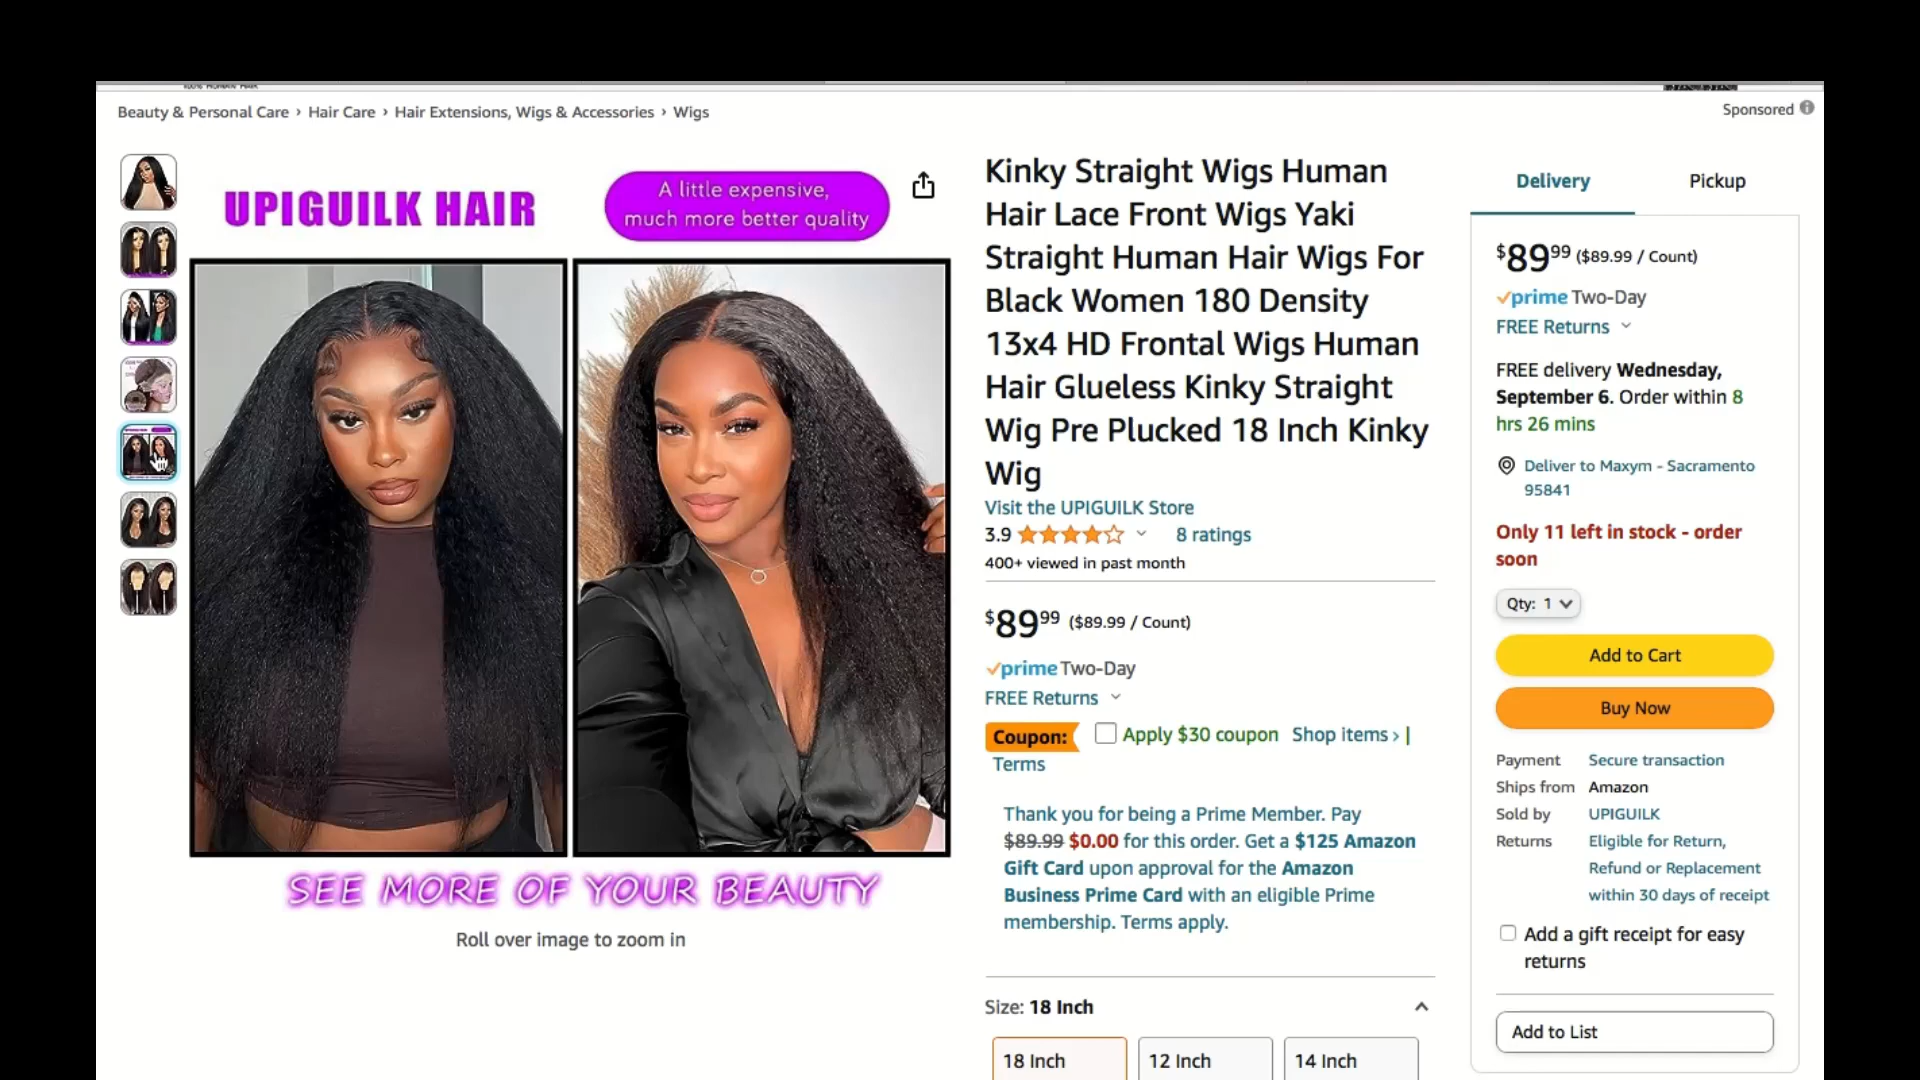 100% HUMAN HAIR
Beauty & Personal Care › Hair Care › Hair Extensions, Wigs & Accessories › Wigs
Sponsored
UPIGUILK HAIR
A little expensive,
much more better quality
SEE MORE OF YOUR BEAUTY
Roll over image to zoom in
Kinky Straight Wigs Human
Hair Lace Front Wigs Yaki
Straight Human Hair Wigs For
Black Women 180 Density
13x4 HD Frontal Wigs Human
Hair Glueless Kinky Straight
Wig Pre Plucked 18 Inch Kinky
Wig
Visit the UPIGUILK Store
3.9 8 ratings
400+ viewed in past month
$89.99 ($89.99 / Count)
prime Two-Day
FREE Returns
Coupon: Apply $30 coupon Shop items › |
Terms
Thank you for being a Prime Member. Pay
$89.99 $0.00 for this order. Get a $125 Amazon
Gift Card upon approval for the Amazon
Business Prime Card with an eligible Prime
membership. Terms apply.
Size: 18 Inch
18 Inch 12 Inch 14 Inch
Delivery Pickup
$89.99 ($89.99 / Count)
prime Two-Day
FREE Returns
FREE delivery Wednesday,
September 6. Order within 8
hrs 26 mins
Deliver to Maxym - Sacramento
95841
Only 11 left in stock - order
soon
Qty: 1
Add to Cart
Buy Now
Payment Secure transaction
Ships from Amazon
Sold by UPIGUILK
Returns Eligible for Return,
Refund or Replacement
within 30 days of receipt
Add a gift receipt for easy
returns
Add to List